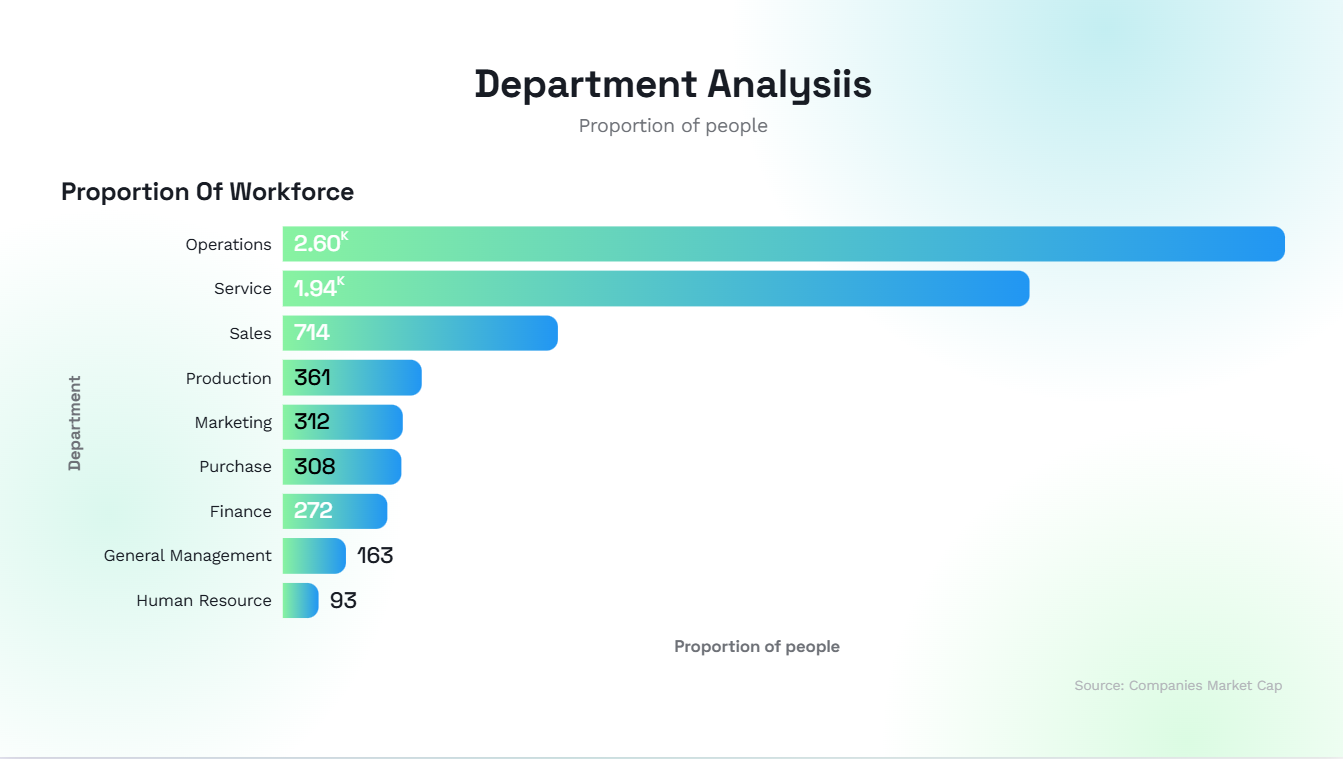 Department Analysiis
Proportion of people
Proportion Of Workforce
Operations 2.60K
Service 1.94K
Sales 714
Production 361
Marketing 312
Purchase 308
Finance 272
General Management 163
Human Resource 93
Department
Proportion of people
Source: Companies Market Cap